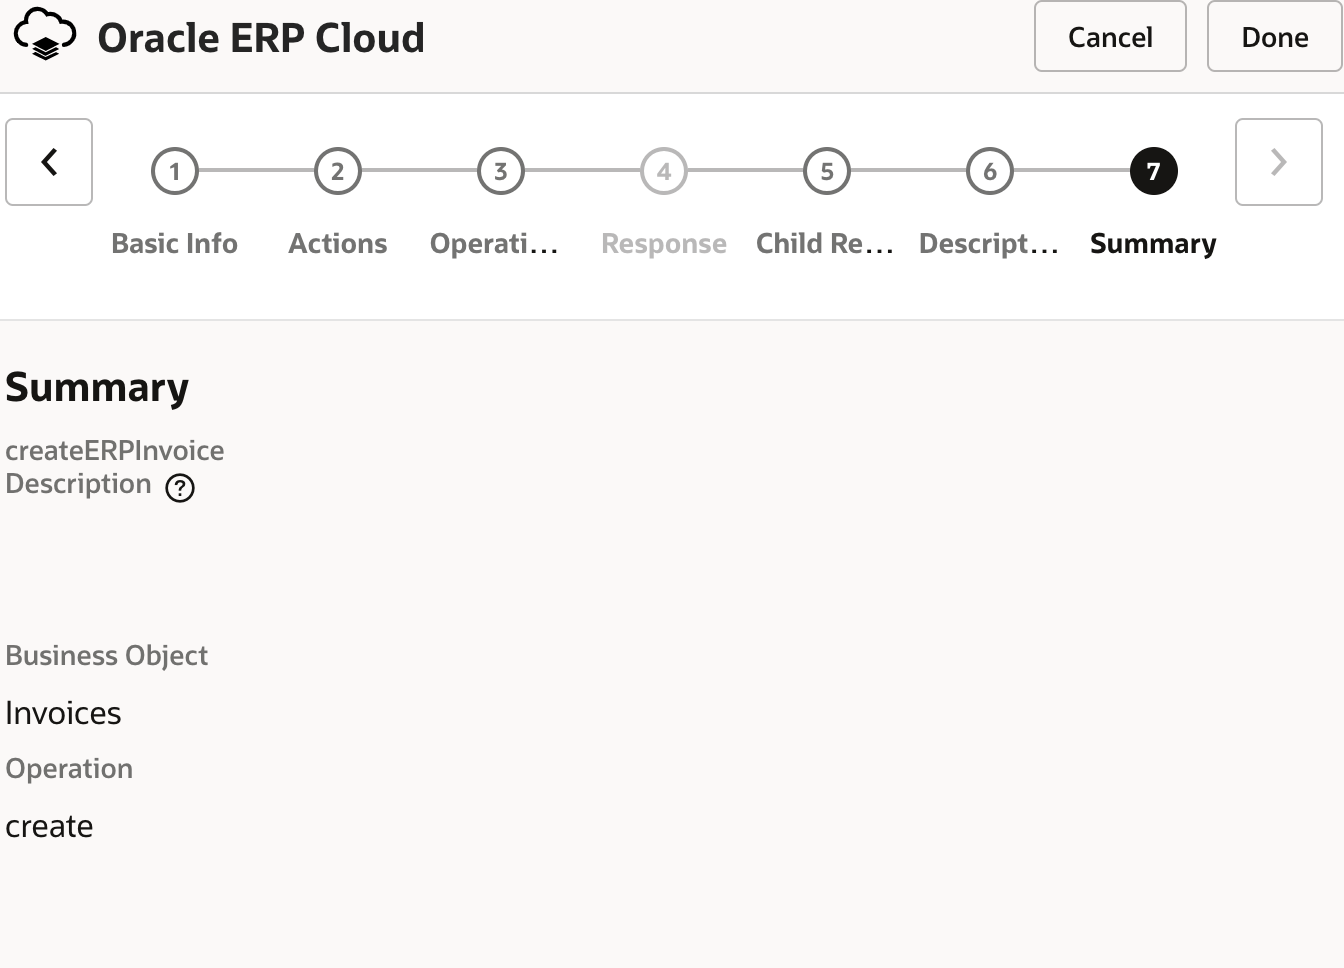 Oracle ERP Cloud
Cancel
Done
1
2
3
4
5
6
7
Basic Info
Actions
Operati...
Response
Child Re...
Descript...
Summary
Summary
createERPInvoice
Description ?
Business Object
Invoices
Operation
create